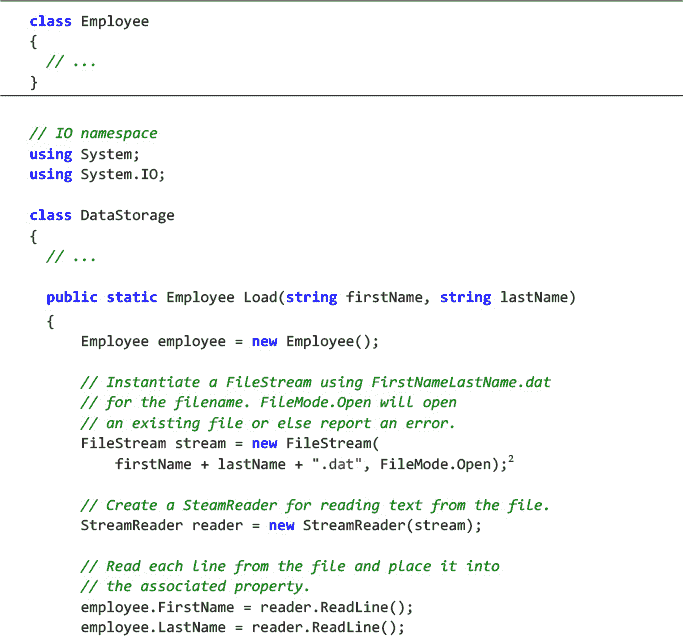 class Employee
{
// ...
}
// IO namespace
using System;
using System.IO;
class DataStorage
{
// ...
public static Employee Load(string firstName, string lastName)
{
Employee employee = new Employee();
// Instantiate a FileStream using FirstNameLastName.dat
// for the filename. FileMode.Open will open
// an existing file or else report an error.
FileStream stream = new FileStream(
firstName + lastName + ".dat", FileMode.Open);2
// Create a SteamReader for reading text from the file.
StreamReader reader = new StreamReader(stream);
// Read each line from the file and place it into
// the associated property.
employee.FirstName = reader.ReadLine();
employee.LastName = reader.ReadLine();